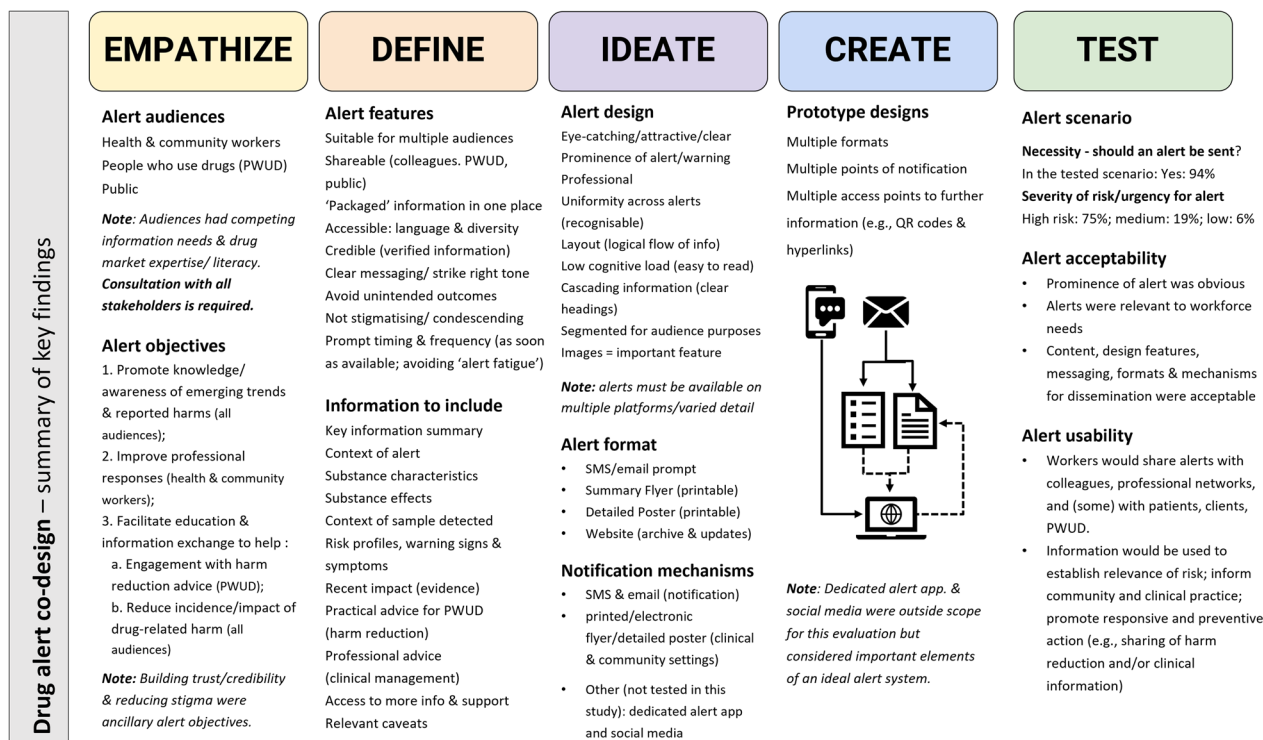 Drug alert co-design – summary of key findings
EMPATHIZE
Alert audiences
Health & community workers
People who use drugs (PWUD)
Public
Note: Audiences had competing
information needs & drug
market expertise/ literacy.
Consultation with all
stakeholders is required.
Alert objectives
1. Promote knowledge/
awareness of emerging trends
& reported harms (all
audiences);
2. Improve professional
responses (health & community
workers);
3. Facilitate education &
information exchange to help :
a. Engagement with harm
reduction advice (PWUD);
b. Reduce incidence/impact of
drug-related harm (all
audiences)
Note: Building trust/credibility
& reducing stigma were
ancillary alert objectives.
DEFINE
Alert features
Suitable for multiple audiences
Shareable (colleagues. PWUD,
public)
‘Packaged’ information in one place
Accessible: language & diversity
Credible (verified information)
Clear messaging/ strike right tone
Avoid unintended outcomes
Not stigmatising/ condescending
Prompt timing & frequency (as soon
as available; avoiding ‘alert fatigue’)
Information to include
Key information summary
Context of alert
Substance characteristics
Substance effects
Context of sample detected
Risk profiles, warning signs &
symptoms
Recent impact (evidence)
Practical advice for PWUD
(harm reduction)
Professional advice
(clinical management)
Access to more info & support
Relevant caveats
IDEATE
Alert design
Eye-catching/attractive/clear
Prominence of alert/warning
Professional
Uniformity across alerts
(recognisable)
Layout (logical flow of info)
Low cognitive load (easy to read)
Cascading information (clear
headings)
Segmented for audience purposes
Images = important feature
Note: alerts must be available on
multiple platforms/varied detail
Alert format
• SMS/email prompt
• Summary Flyer (printable)
• Detailed Poster (printable)
• Website (archive & updates)
Notification mechanisms
• SMS & email (notification)
• printed/electronic
flyer/detailed poster (clinical
& community settings)
• Other (not tested in this
study): dedicated alert app
and social media
CREATE
Prototype designs
Multiple formats
Multiple points of notification
Multiple access points to further
information (e.g., QR codes &
hyperlinks)
Note: Dedicated alert app. &
social media were outside scope
for this evaluation but
considered important elements
of an ideal alert system.
TEST
Alert scenario
Necessity - should an alert be sent?
In the tested scenario: Yes: 94%
Severity of risk/urgency for alert
High risk: 75%; medium: 19%; low: 6%
Alert acceptability
• Prominence of alert was obvious
• Alerts were relevant to workforce
needs
• Content, design features,
messaging, formats & mechanisms
for dissemination were acceptable
Alert usability
• Workers would share alerts with
colleagues, professional networks,
and (some) with patients, clients,
PWUD.
• Information would be used to
establish relevance of risk; inform
community and clinical practice;
promote responsive and preventive
action (e.g., sharing of harm
reduction and/or clinical
information)